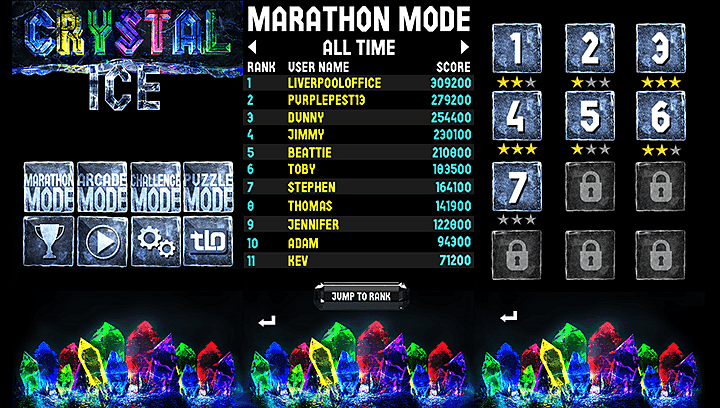 CRYSTAL
ICE
MARATHON MODE
ARCADE MODE
CHALLENGE MODE
PUZZLE MODE
tlo
MARATHON MODE
ALL TIME
RANK USER NAME SCORE
1 LIVERPOOLOFFICE 309200
2 PURPLEPEST13 279200
3 DUNNY 254400
4 JIMMY 230100
5 BEATTIE 210800
6 TOBY 183500
7 STEPHEN 164100
8 THOMAS 141900
9 JENNIFER 122800
10 ADAM 94300
11 KEV 71200
JUMP TO RANK
1 2 3
4 5 6
7